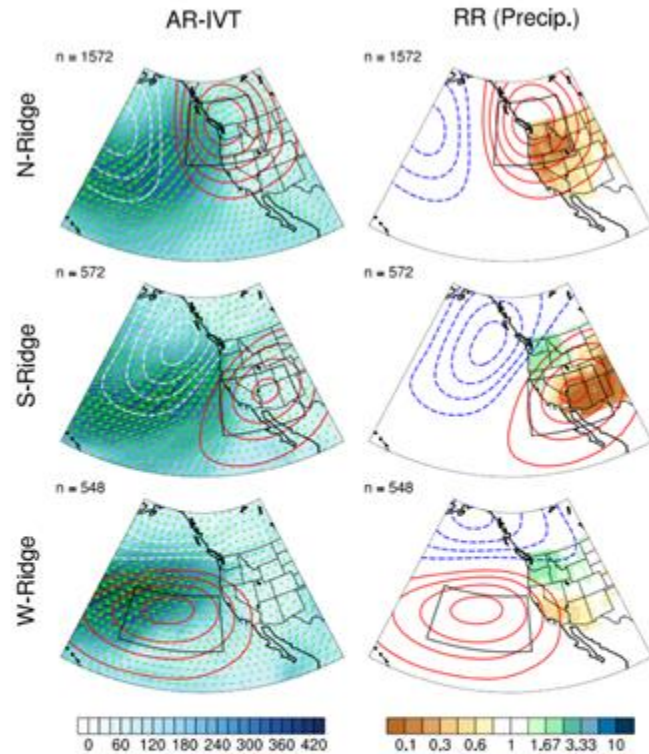 AR-IVT RR (Precip.)
n = 1572 n = 1572
N-Ridge
n = 572 n = 572
S-Ridge
n = 548 n = 548
W-Ridge
0 60 120 180 240 300 360 420 0.1 0.3 0.6 1 1.67 3.33 10